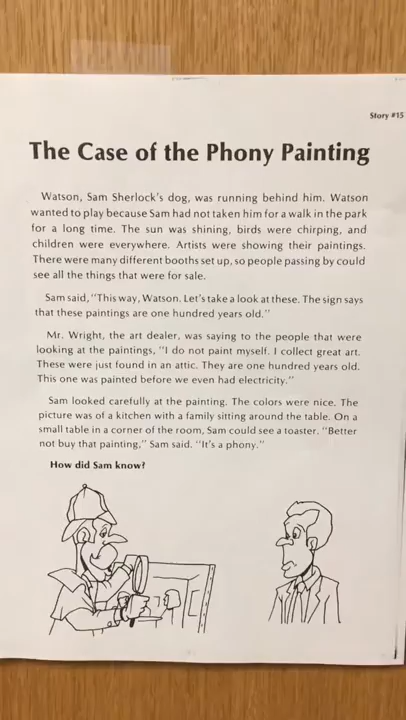 Story #15
The Case of the Phony Painting
Watson, Sam Sherlock's dog, was running behind him. Watson
wanted to play because Sam had not taken him for a walk in the park
for a long time. The sun was shining, birds were chirping, and
children were everywhere. Artists were showing their paintings.
There were many different booths set up, so people passing by could
see all the things that were for sale.
Sam said, "This way, Watson. Let's take a look at these. The sign says
that these paintings are one hundred years old."
Mr. Wright, the art dealer, was saying to the people that were
looking at the paintings, "I do not paint myself. I collect great art.
These were just found in an attic. They are one hundred years old.
This one was painted before we even had electricity."
Sam looked carefully at the painting. The colors were nice. The
picture was of a kitchen with a family sitting around the table. On a
small table in a corner of the room, Sam could see a toaster. "Better
not buy that painting," Sam said. "It's a phony."
How did Sam know?